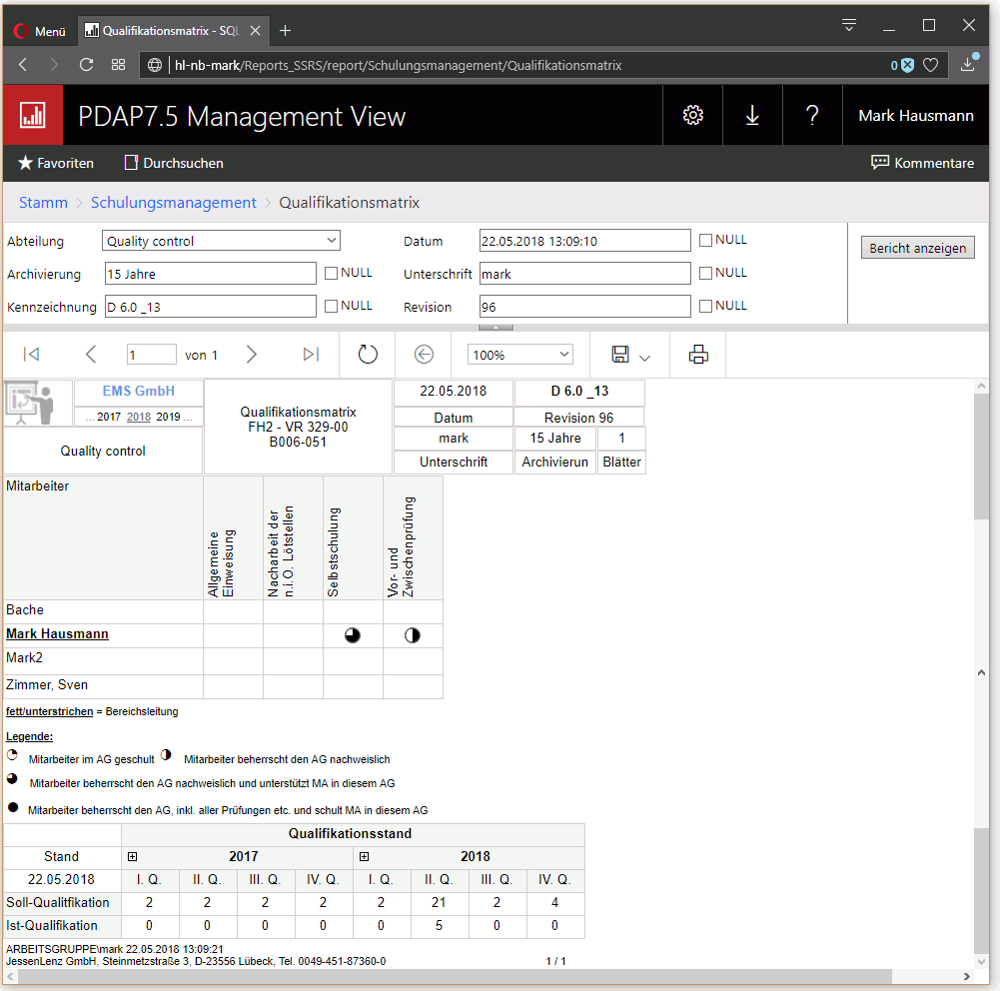 Menü
Qualifikationsmatrix - SQL
hl-nb-mark/Reports_SSRS/report/Schulungsmanagement/Qualifikationsmatrix
0
PDAP7.5 Management View
?
Mark Hausmann
Favoriten
Durchsuchen
Kommentare
Stamm > Schulungsmanagement > Qualifikationsmatrix
Abteilung
Quality control
Datum
22.05.2018 13:09:10
NULL
Bericht anzeigen
Archivierung
15 Jahre
NULL
Unterschrift
mark
NULL
Kennzeichnung
D 6.0 _13
NULL
Revision
96
NULL
1
von 1
100%
EMS GmbH
... 2017 2018 2019 ...
Quality control
Qualifikationsmatrix
FH2 - VR 329-00
B006-051
22.05.2018
D 6.0 _13
Datum
Revision 96
mark
15 Jahre
1
Unterschrift
Archivierun
Blätter
Mitarbeiter
Allgemeine
Einweisung
Nacharbeit der
n.i.O. Lötstellen
Selbstschulung
Vor- und
Zwischenprüfung
Bache
Mark Hausmann
Mark2
Zimmer, Sven
fett/unterstrichen = Bereichsleitung
Legende:
Mitarbeiter im AG geschult
Mitarbeiter beherrscht den AG nachweislich
Mitarbeiter beherrscht den AG nachweislich und unterstützt MA in diesem AG
Mitarbeiter beherrscht den AG, inkl. aller Prüfungen etc. und schult MA in diesem AG
Qualifikationsstand
Stand
2017
2018
22.05.2018
I. Q.
II. Q.
III. Q.
IV. Q.
I. Q.
II. Q.
III. Q.
IV. Q.
Soll-Qualitfikation
2
2
2
2
2
21
2
4
Ist-Qualifikation
0
0
0
0
0
5
0
0
ARBEITSGRUPPE\mark 22.05.2018 13:09:21
JessenLenz GmbH, Steinmetzstraße 3, D-23556 Lübeck, Tel. 0049-451-87360-0
1 / 1